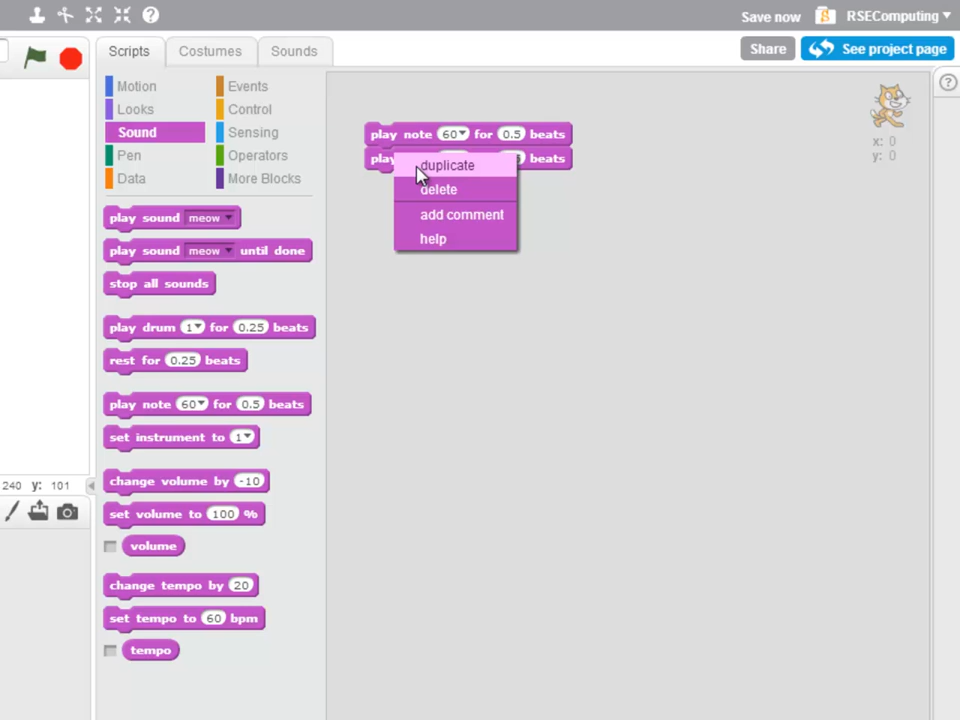 Save now RSEComputing
Scripts Costumes Sounds Share See project page
Motion Events
Looks Control
Sound Sensing
Pen Operators
Data More Blocks
x: 0
y: 0
play note 60 for 0.5 beats
beats
duplicate
delete
add comment
help
play sound meow
play sound meow until done
stop all sounds
play drum 1 for 0.25 beats
rest for 0.25 beats
play note 60 for 0.5 beats
set instrument to 1
change volume by -10
240 y: 101
set volume to 100 %
volume
change tempo by 20
set tempo to 60 bpm
tempo